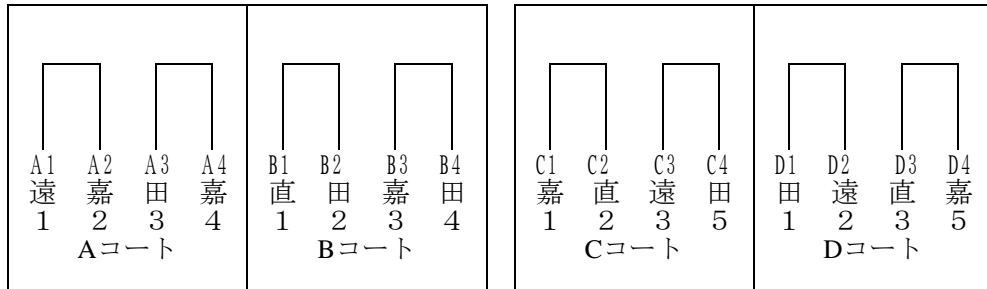 A1 A2 A3 A4 B1 B2 B3 B4 C1 C2 C3 C4 D1 D2 D3 D4
遠 嘉 田 嘉 直 田 嘉 田 嘉 直 遠 田 田 遠 直 嘉
1 2 3 4 1 2 3 4 1 2 3 5 1 2 3 5
Aコート Bコート Cコート Dコート